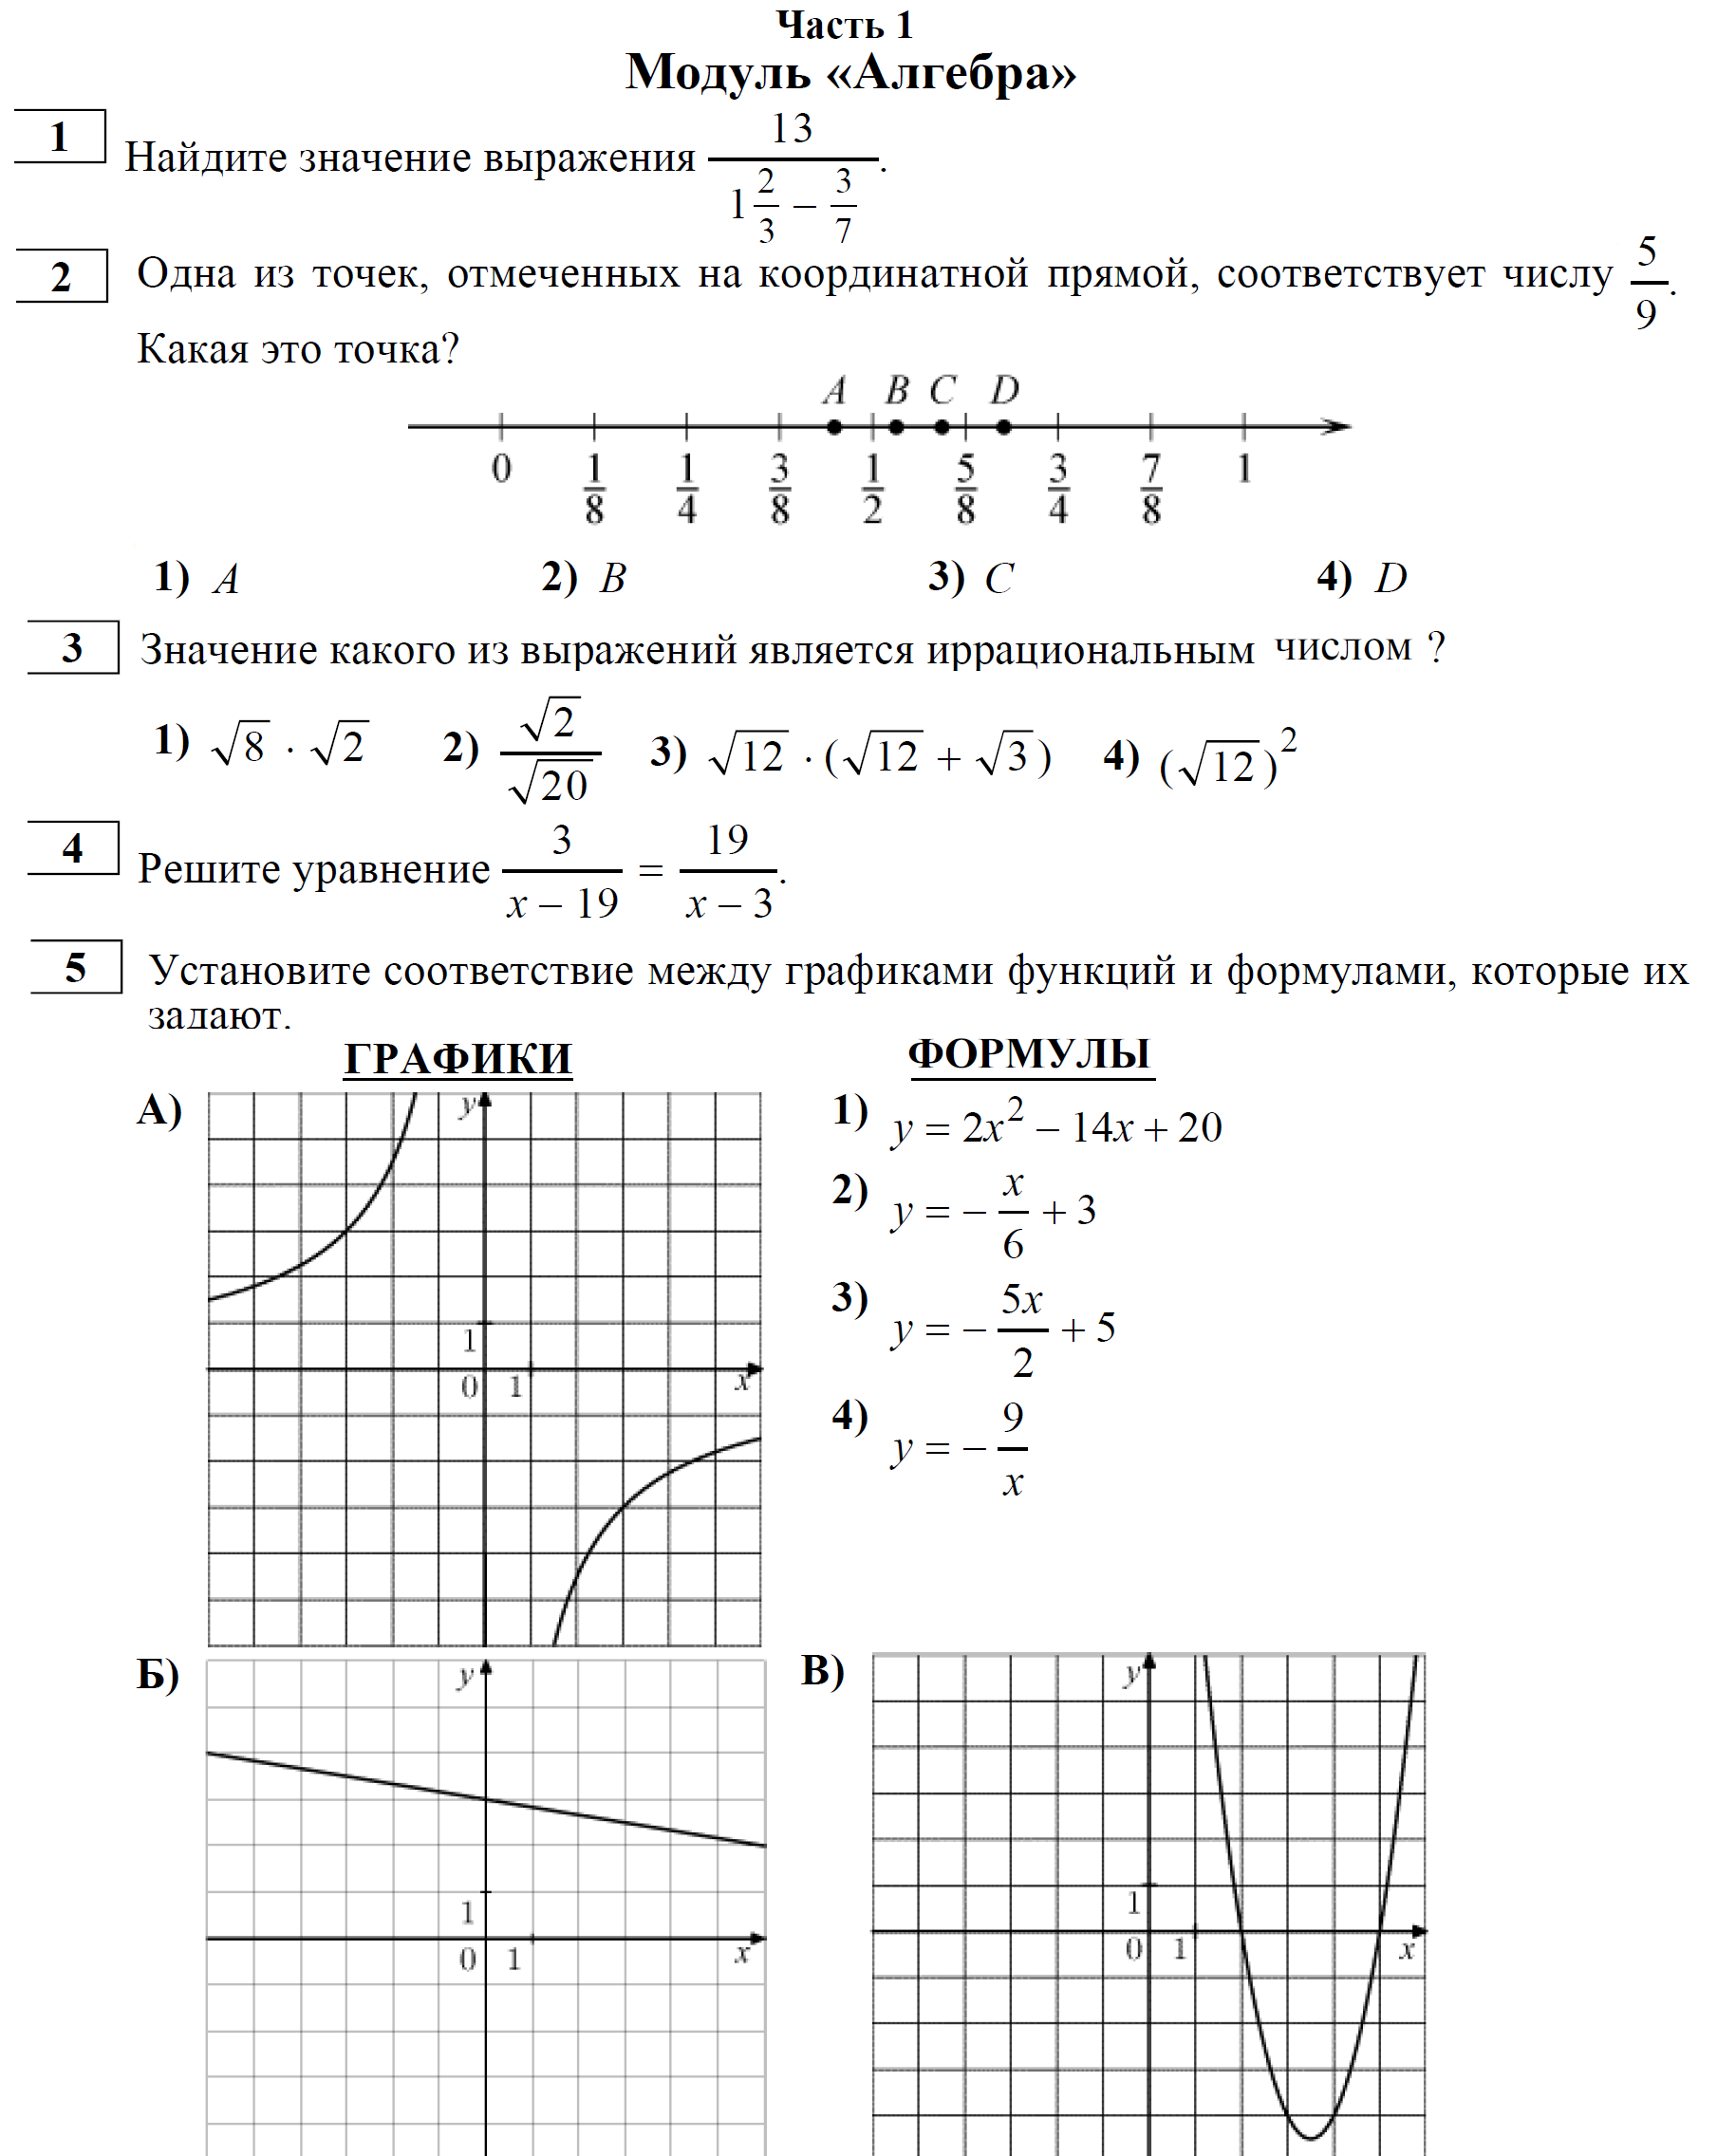 Часть 1
Модуль «Алгебра»
1 Найдите значение выражения 13 / (1 2/3 − 3/7).
2 Одна из точек, отмеченных на координатной прямой, соответствует числу 5/9.
Какая это точка?
A B C D
0 1/8 1/4 3/8 1/2 5/8 3/4 7/8 1
1) A 2) B 3) C 4) D
3 Значение какого из выражений является иррациональным числом ?
1) √8 · √2 2) √2/√20 3) √12 · (√12 + √3) 4) (√12)²
4 Решите уравнение 3/(x − 19) = 19/(x − 3).
5 Установите соответствие между графиками функций и формулами, которые их
задают.
ГРАФИКИ ФОРМУЛЫ
А) y 1 0 1 x
1) y = 2x² − 14x + 20
2) y = − x/6 + 3
3) y = − 5x/2 + 5
4) y = − 9/x
Б) y 1 0 1 x
В) y 1 0 1 x